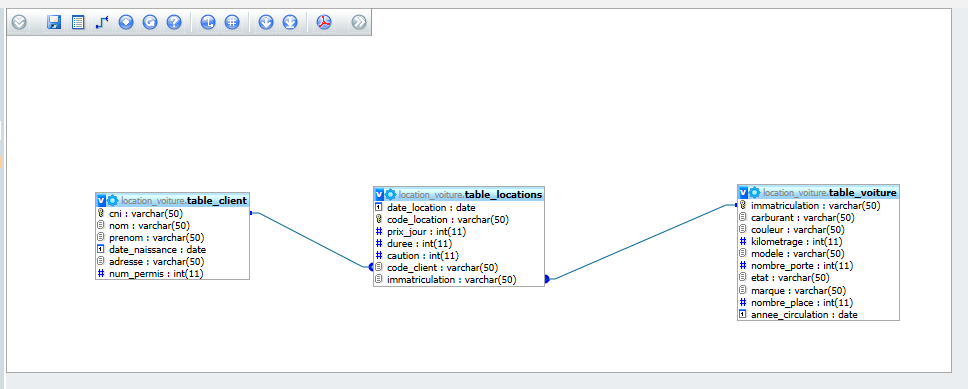 location_voiture.table_client
cni : varchar(50)
nom : varchar(50)
prenom : varchar(50)
date_naissance : date
adresse : varchar(50)
num_permis : int(11)
location_voiture.table_locations
date_location : date
code_location : varchar(50)
prix_jour : int(11)
duree : int(11)
caution : int(11)
code_client : varchar(50)
immatriculation : varchar(50)
location_voiture.table_voiture
immatriculation : varchar(50)
carburant : varchar(50)
couleur : varchar(50)
kilometrage : int(11)
modele : varchar(50)
nombre_porte : int(11)
etat : varchar(50)
marque : varchar(50)
nombre_place : int(11)
annee_circulation : date